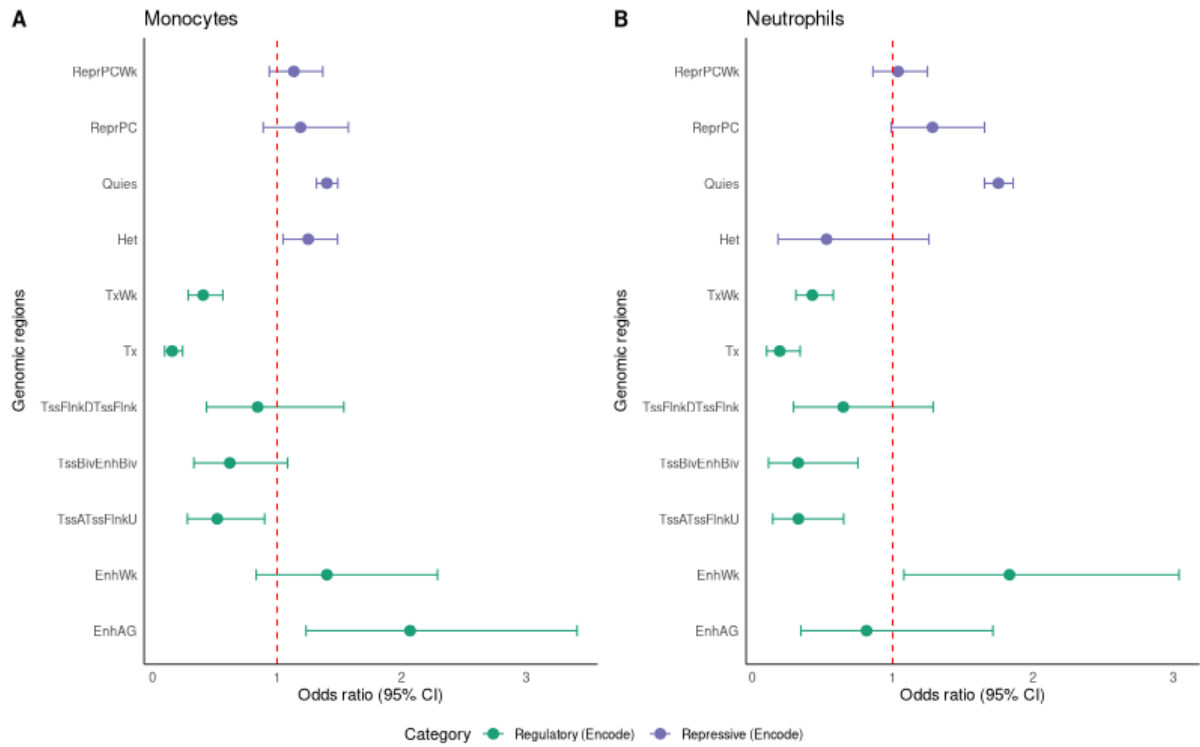 A
Monocytes
ReprPCWk
ReprPC
Quies
Het
TxWk
Tx
TssFlnkDTssFlnk
TssBivEnhBiv
TssATssFlnkU
EnhWk
EnhAG
Genomic regions
0 1 2 3
Odds ratio (95% CI)
B
Neutrophils
ReprPCWk
ReprPC
Quies
Het
TxWk
Tx
TssFlnkDTssFlnk
TssBivEnhBiv
TssATssFlnkU
EnhWk
EnhAG
Genomic regions
0 1 2 3
Odds ratio (95% CI)
Category Regulatory (Encode) Repressive (Encode)